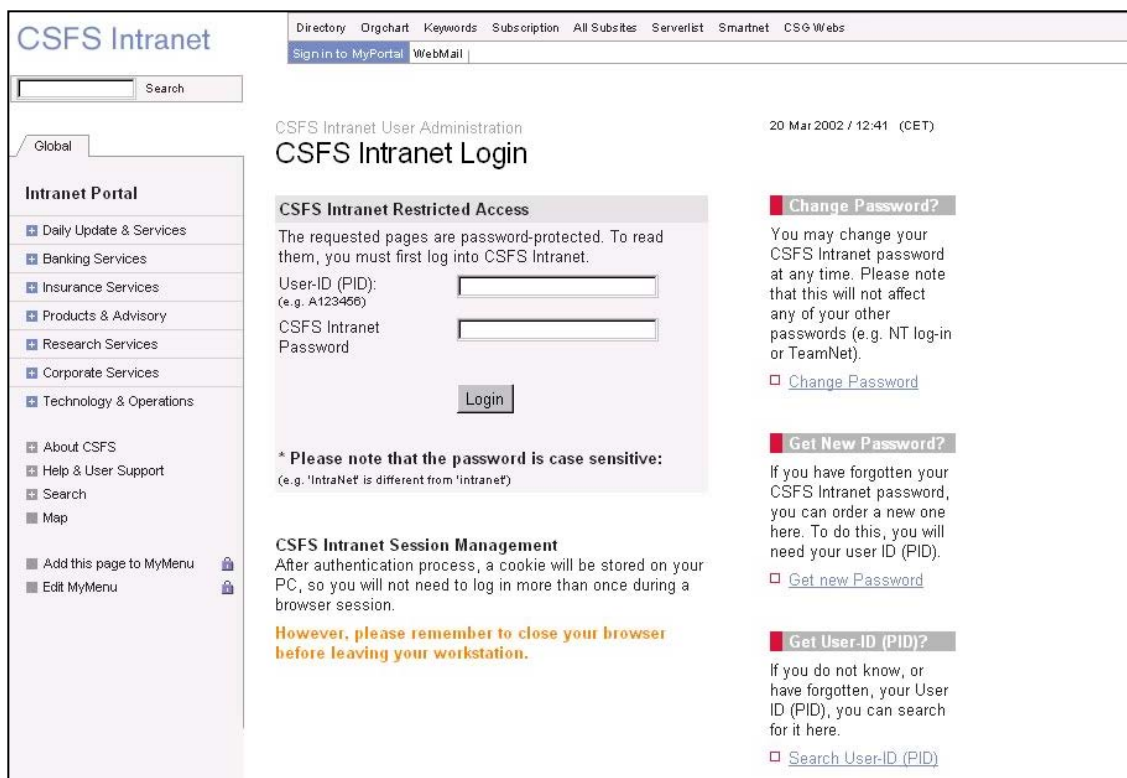 CSFS Intranet
Directory Orgchart Keywords Subscription All Subsites Serverlist Smartnet CSG Webs
Sign in to MyPortal WebMail |
Search
Global
Intranet Portal
Daily Update & Services
Banking Services
Insurance Services
Products & Advisory
Research Services
Corporate Services
Technology & Operations
About CSFS
Help & User Support
Search
Map
Add this page to MyMenu
Edit MyMenu
CSFS Intranet User Administration
CSFS Intranet Login
CSFS Intranet Restricted Access
The requested pages are password-protected. To read
them, you must first log into CSFS Intranet.
User-ID (PID):
(e.g. A123456)
CSFS Intranet
Password
Login
* Please note that the password is case sensitive:
(e.g. 'IntraNet' is different from 'intranet')
CSFS Intranet Session Management
After authentication process, a cookie will be stored on your
PC, so you will not need to log in more than once during a
browser session.
However, please remember to close your browser
before leaving your workstation.
20 Mar 2002 / 12:41 (CET)
Change Password?
You may change your
CSFS Intranet password
at any time. Please note
that this will not affect
any of your other
passwords (e.g. NT log-in
or TeamNet).
Change Password
Get New Password?
If you have forgotten your
CSFS Intranet password,
you can order a new one
here. To do this, you will
need your user ID (PID).
Get new Password
Get User-ID (PID)?
If you do not know, or
have forgotten, your User
ID (PID), you can search
for it here.
Search User-ID (PID)